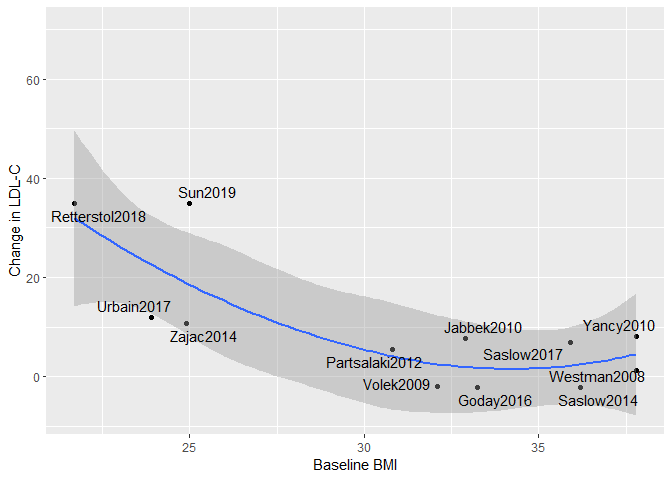 60
40
20
0
Change in LDL-C
Sun2019
Retterstol2018
Urbain2017
Zajac2014
Jabbek2010
Yancy2010
Saslow2017
Partsalaki2012
Westman2008
Volek2009
Goday2016
Saslow2014
25
30
35
Baseline BMI